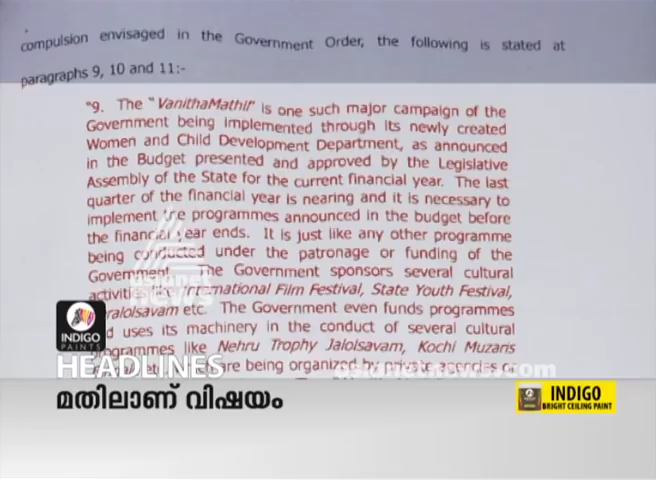 compulsion envisaged in the Government Order, the following is stated at
paragraphs 9, 10 and 11:-
"9. The "VanithaMathil" is one such major campaign of the
Government being implemented through its newly created
Women and Child Development Department, as announced
in the Budget presented and approved by the Legislative
Assembly of the State for the current financial year. The last
quarter of the financial year is nearing and it is necessary to
implement the programmes announced in the budget before
the financial year ends. It is just like any other programme
being conducted under the patronage or funding of the
Government. The Government sponsors several cultural
activities like International Film Festival, State Youth Festival,
etc. The Government even funds programmes
uses its machinery in the conduct of several cultural
programmes like Nehru Trophy Jalolsavam, Kochi Muzaris
are being organized by private agencies or
asianet
news
asianetnews.com
INDIGO
PAINTS
HEADLINES
മതിലാണ് വിഷയം
INDIGO
BRIGHT CEILING PAINT